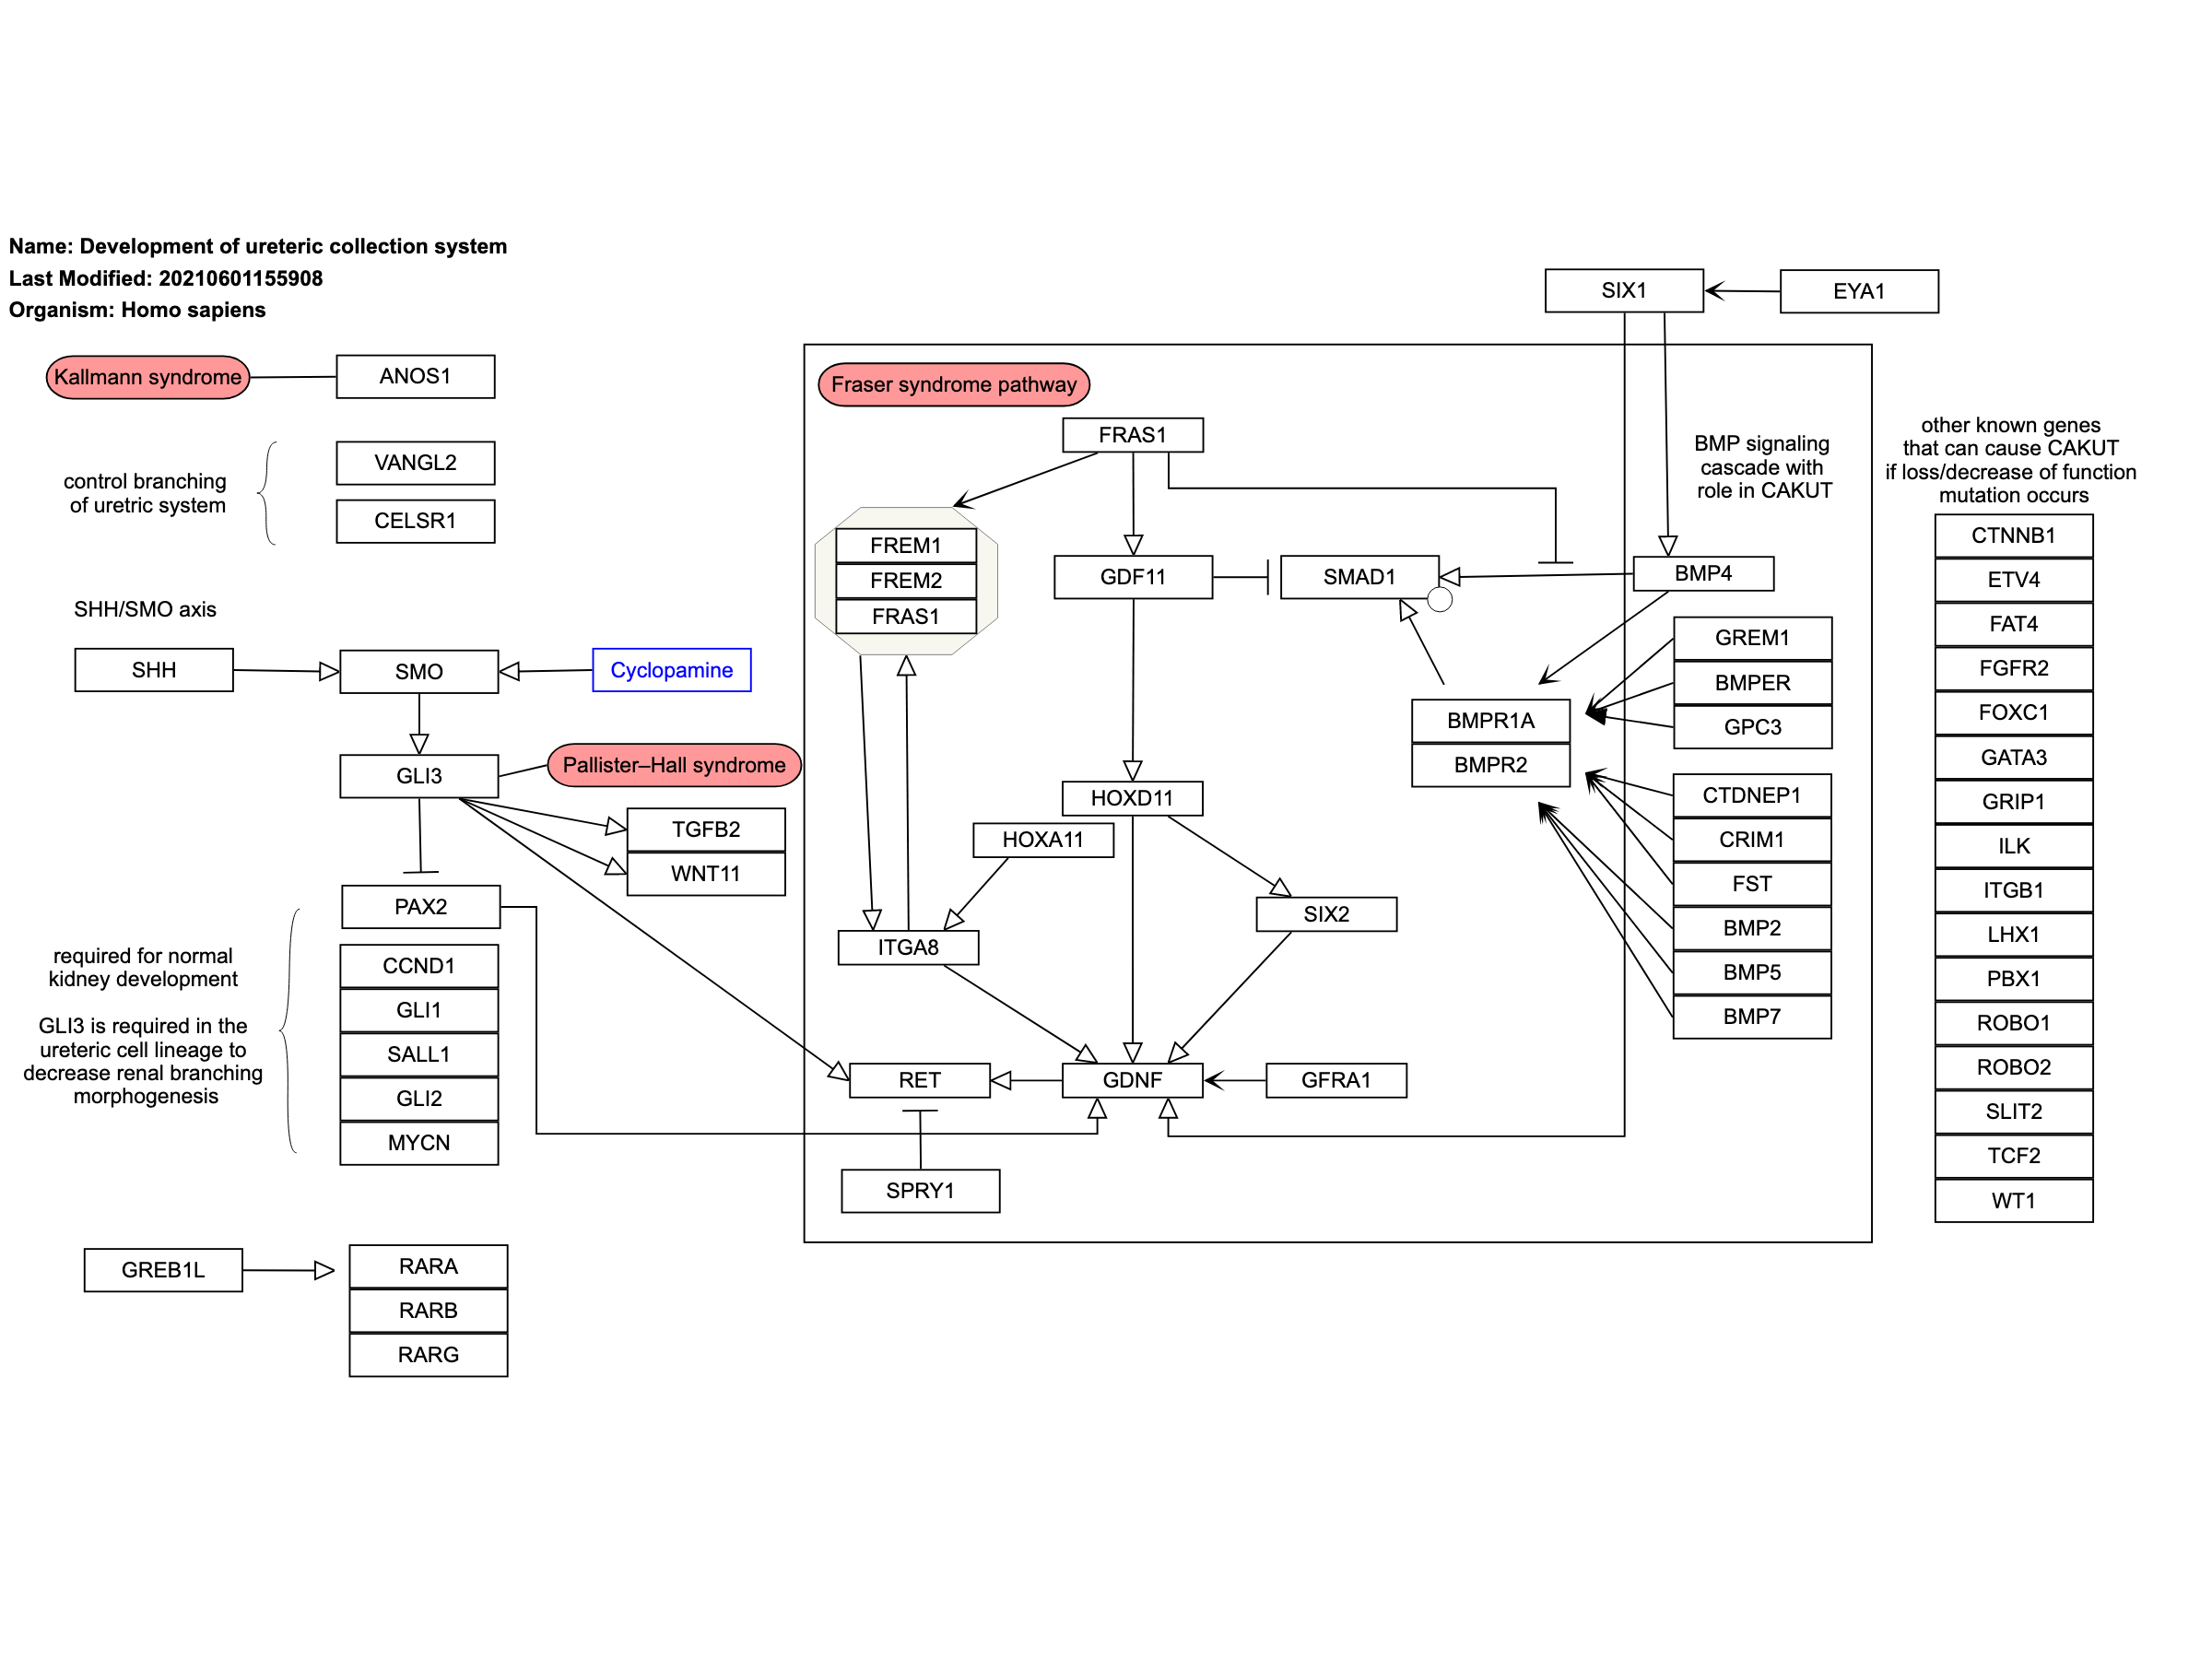 Name: Development of ureteric collection system
Last Modified: 20210601155908
Organism: Homo sapiens
Kallmann syndrome
ANOS1
control branching
of uretric system
VANGL2
CELSR1
SHH/SMO axis
SHH
SMO
Cyclopamine
GLI3
Pallister–Hall syndrome
TGFB2
WNT11
PAX2
required for normal
kidney development
GLI3 is required in the
ureteric cell lineage to
decrease renal branching
morphogenesis
CCND1
GLI1
SALL1
GLI2
MYCN
GREB1L
RARA
RARB
RARG
SIX1
EYA1
Fraser syndrome pathway
FRAS1
FREM1
FREM2
FRAS1
GDF11
SMAD1
BMP signaling
cascade with
role in CAKUT
BMP4
GREM1
BMPER
GPC3
BMPR1A
BMPR2
CTDNEP1
CRIM1
FST
BMP2
BMP5
BMP7
HOXD11
HOXA11
SIX2
ITGA8
RET
GDNF
GFRA1
SPRY1
other known genes
that can cause CAKUT
if loss/decrease of function
mutation occurs
CTNNB1
ETV4
FAT4
FGFR2
FOXC1
GATA3
GRIP1
ILK
ITGB1
LHX1
PBX1
ROBO1
ROBO2
SLIT2
TCF2
WT1